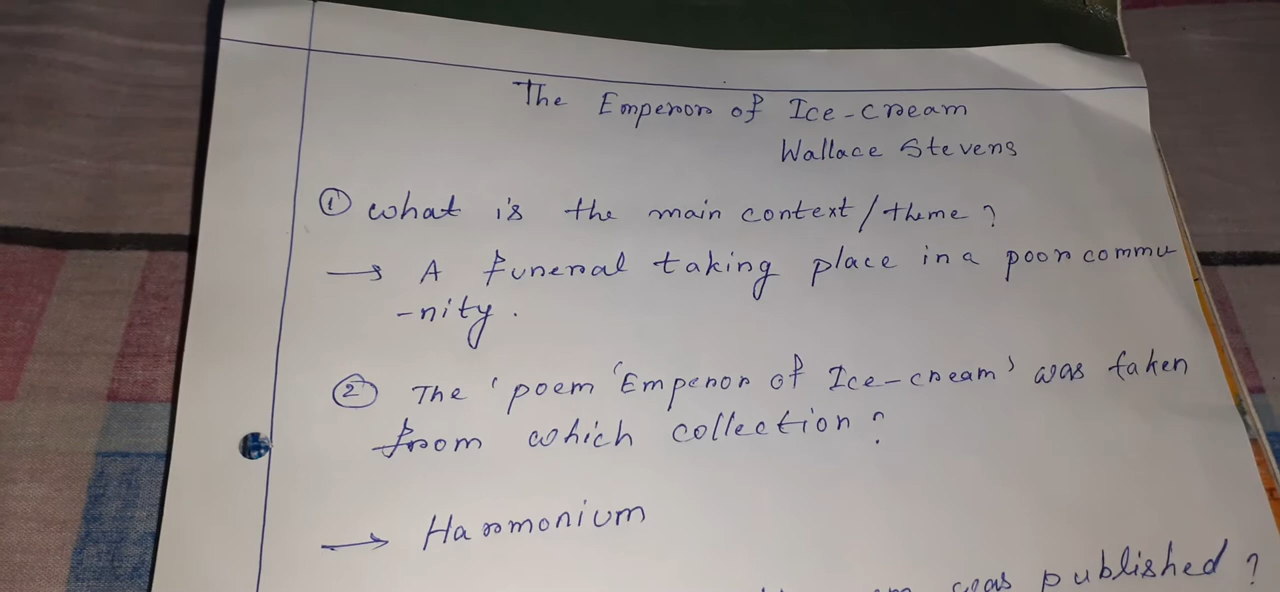 The Emperor of Ice-cream
Wallace Stevens
① What is the main context/theme?
→ A funeral taking place in a poor commu
-nity.
② The 'poem 'Emperor of Ice-cream' was taken
from which collection?
→ Harmonium
was published?